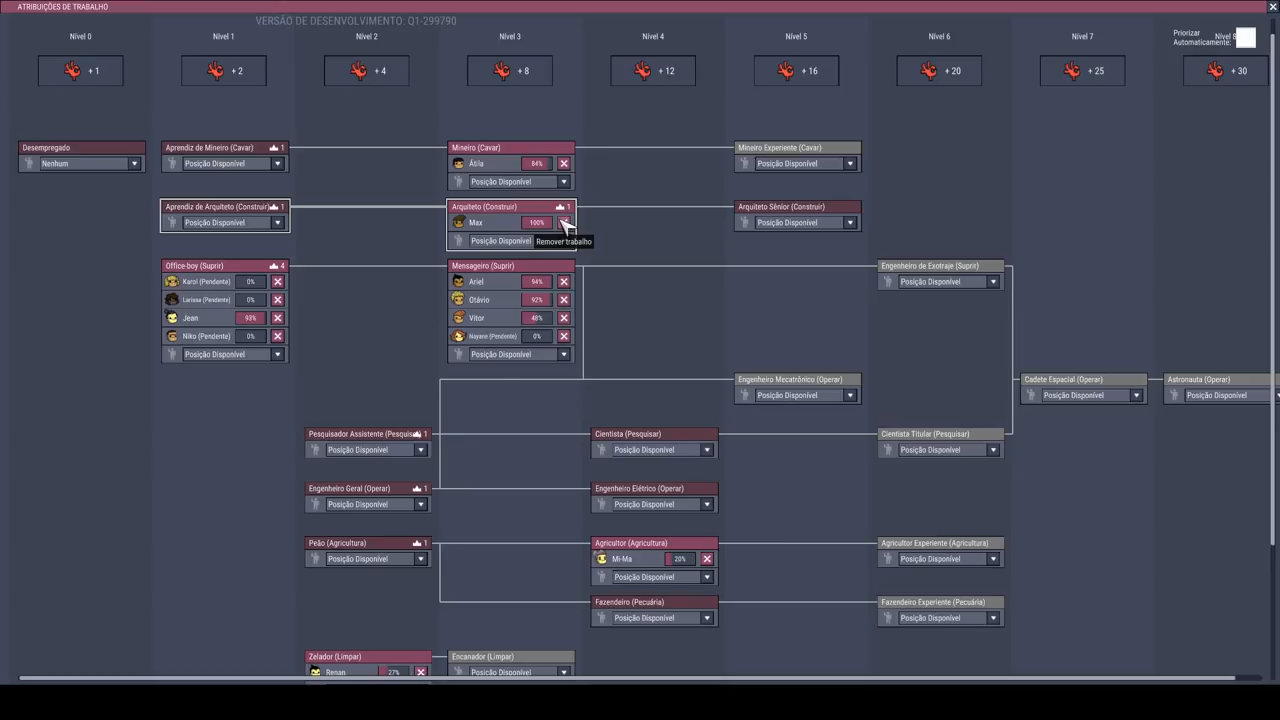 ATRIBUIÇÕES DE TRABALHO
VERSÃO DE DESENVOLVIMENTO: Q1-299790
Priorizar
Automaticamente:
Nível 0
Nível 1
Nível 2
Nível 3
Nível 4
Nível 5
Nível 6
Nível 7
Nível 8
+ 1
+ 2
+ 4
+ 8
+ 12
+ 16
+ 20
+ 25
+ 30
Desempregado
Nenhum
Aprendiz de Mineiro (Cavar) 1
Posição Disponível
Mineiro (Cavar)
Átila 84%
Posição Disponível
Mineiro Experiente (Cavar)
Posição Disponível
Aprendiz de Arquiteto (Construir) 1
Posição Disponível
Arquiteto (Construir) 1
Max 100%
Posição Disponível
Remover trabalho
Arquiteto Sênior (Construir)
Posição Disponível
Office-boy (Suprir) 4
Karol (Pendente) 0%
Larissa (Pendente) 0%
Jean 93%
Niko (Pendente) 0%
Posição Disponível
Mensageiro (Suprir)
Ariel 94%
Otávio 92%
Vitor 48%
Nayane (Pendente) 0%
Posição Disponível
Engenheiro de Exotraje (Suprir)
Posição Disponível
Engenheiro Mecatrônico (Operar)
Posição Disponível
Cadete Espacial (Operar)
Posição Disponível
Astronauta (Operar)
Posição Disponível
Pesquisador Assistente (Pesquisa 1
Posição Disponível
Cientista (Pesquisar)
Posição Disponível
Cientista Titular (Pesquisar)
Posição Disponível
Engenheiro Geral (Operar) 1
Posição Disponível
Engenheiro Elétrico (Operar)
Posição Disponível
Peão (Agricultura) 1
Posição Disponível
Agricultor (Agricultura)
Mi-Ma 20%
Posição Disponível
Agricultor Experiente (Agricultura)
Posição Disponível
Fazendeiro (Pecuária)
Posição Disponível
Fazendeiro Experiente (Pecuária)
Posição Disponível
Zelador (Limpar)
Renan 27%
Encanador (Limpar)
Posição Disponível